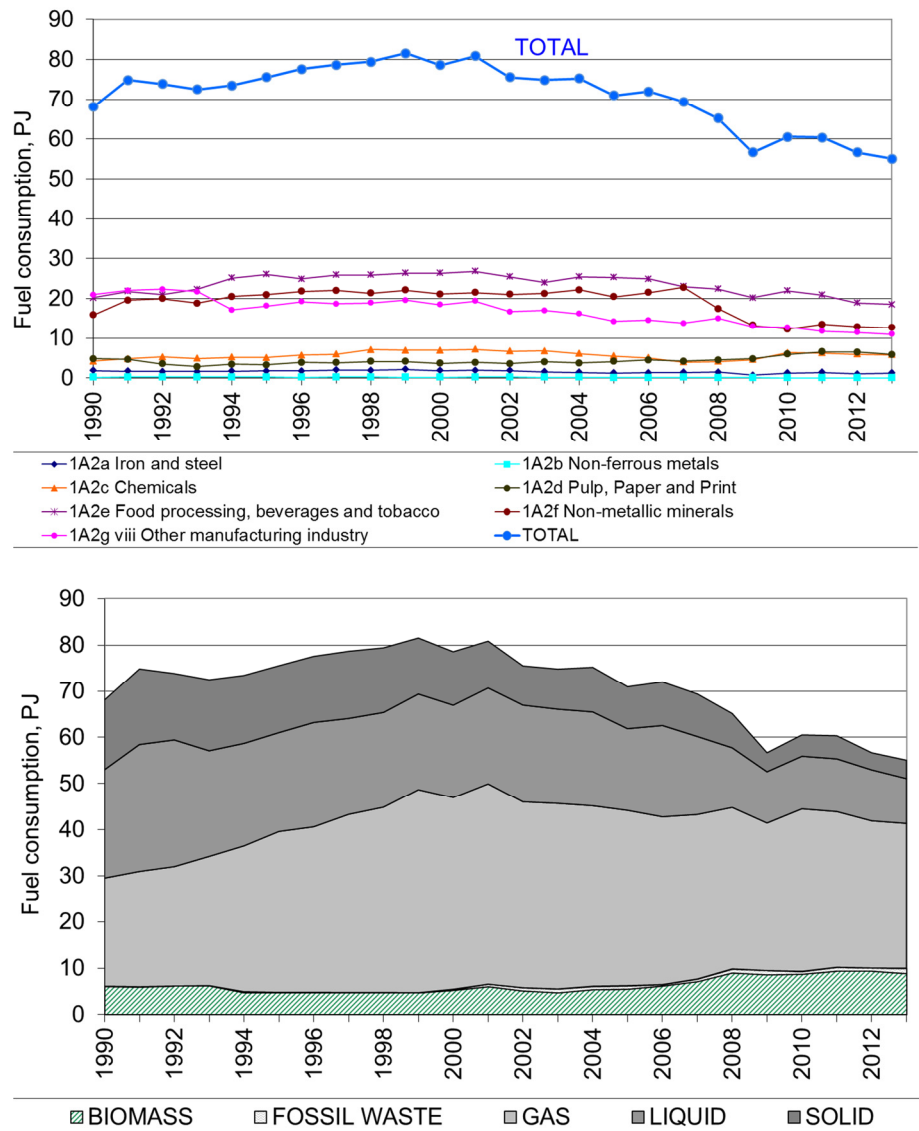 90
80
70
60
50
40
30
20
10
0
Fuel consumption, PJ
TOTAL
1990
1992
1994
1996
1998
2000
2002
2004
2006
2008
2010
2012
1A2a Iron and steel
1A2b Non-ferrous metals
1A2c Chemicals
1A2d Pulp, Paper and Print
1A2e Food processing, beverages and tobacco
1A2f Non-metallic minerals
1A2g viii Other manufacturing industry
TOTAL
90
80
70
60
50
40
30
20
10
0
Fuel consumption, PJ
1990
1992
1994
1996
1998
2000
2002
2004
2006
2008
2010
2012
BIOMASS
FOSSIL WASTE
GAS
LIQUID
SOLID